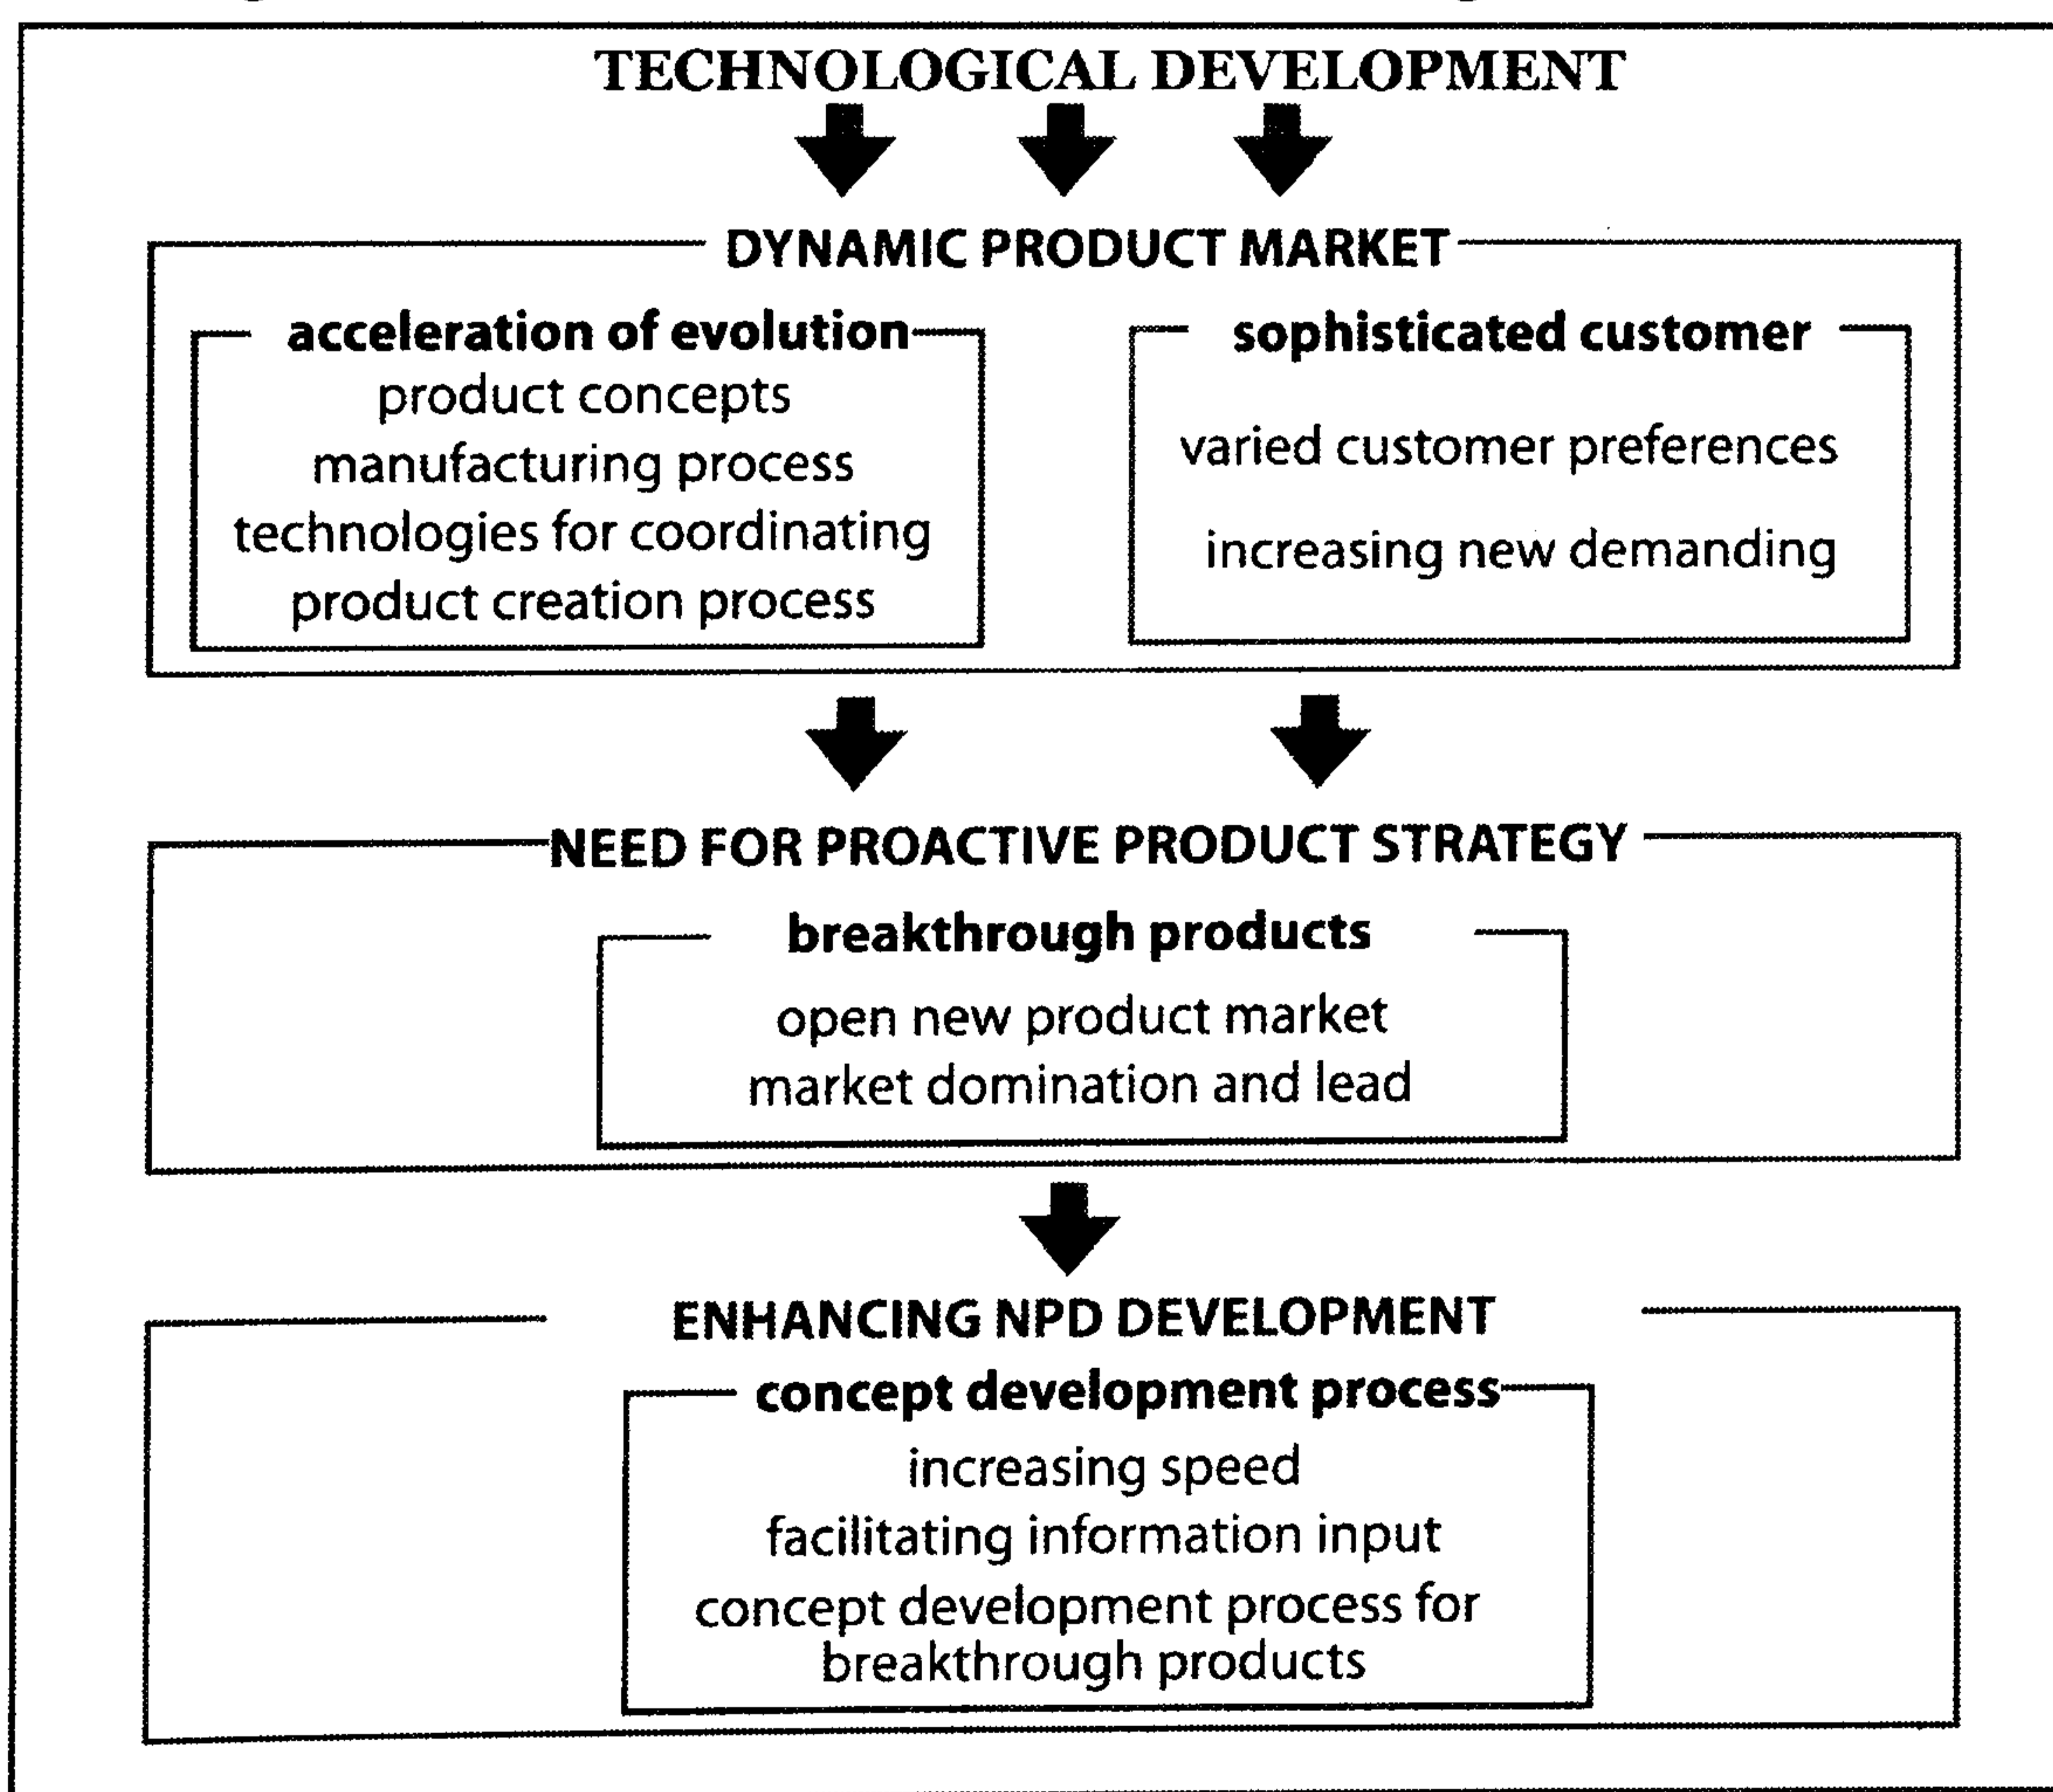 TECHNOLOGICAL DEVELOPMENT
DYNAMIC PRODUCT MARKET
acceleration of evolution
product concepts
manufacturing process
technologies for coordinating
product creation process
sophisticated customer
varied customer preferences
increasing new demanding
NEED FOR PROACTIVE PRODUCT STRATEGY
breakthrough products
open new product market
market domination and lead
ENHANCING NPD DEVELOPMENT
concept development process
increasing speed
facilitating information input
concept development process for
breakthrough products